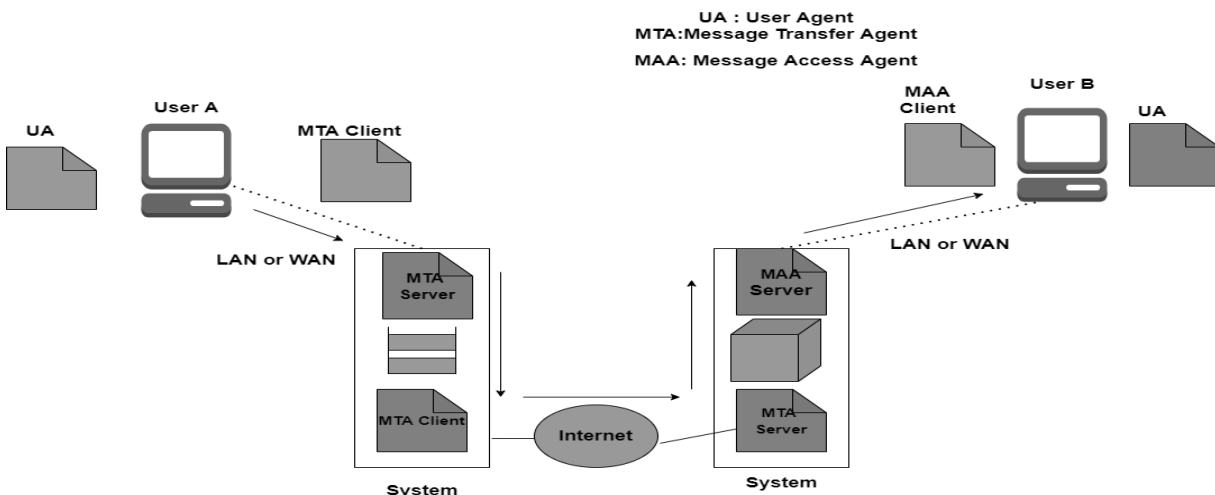 UA : User Agent
MTA:Message Transfer Agent
MAA: Message Access Agent
User A
UA
MTA Client
LAN or WAN
MTA
Server
MTA Client
System
Internet
User B
MAA
Client
UA
LAN or WAN
MAA
Server
MTA
Server
System